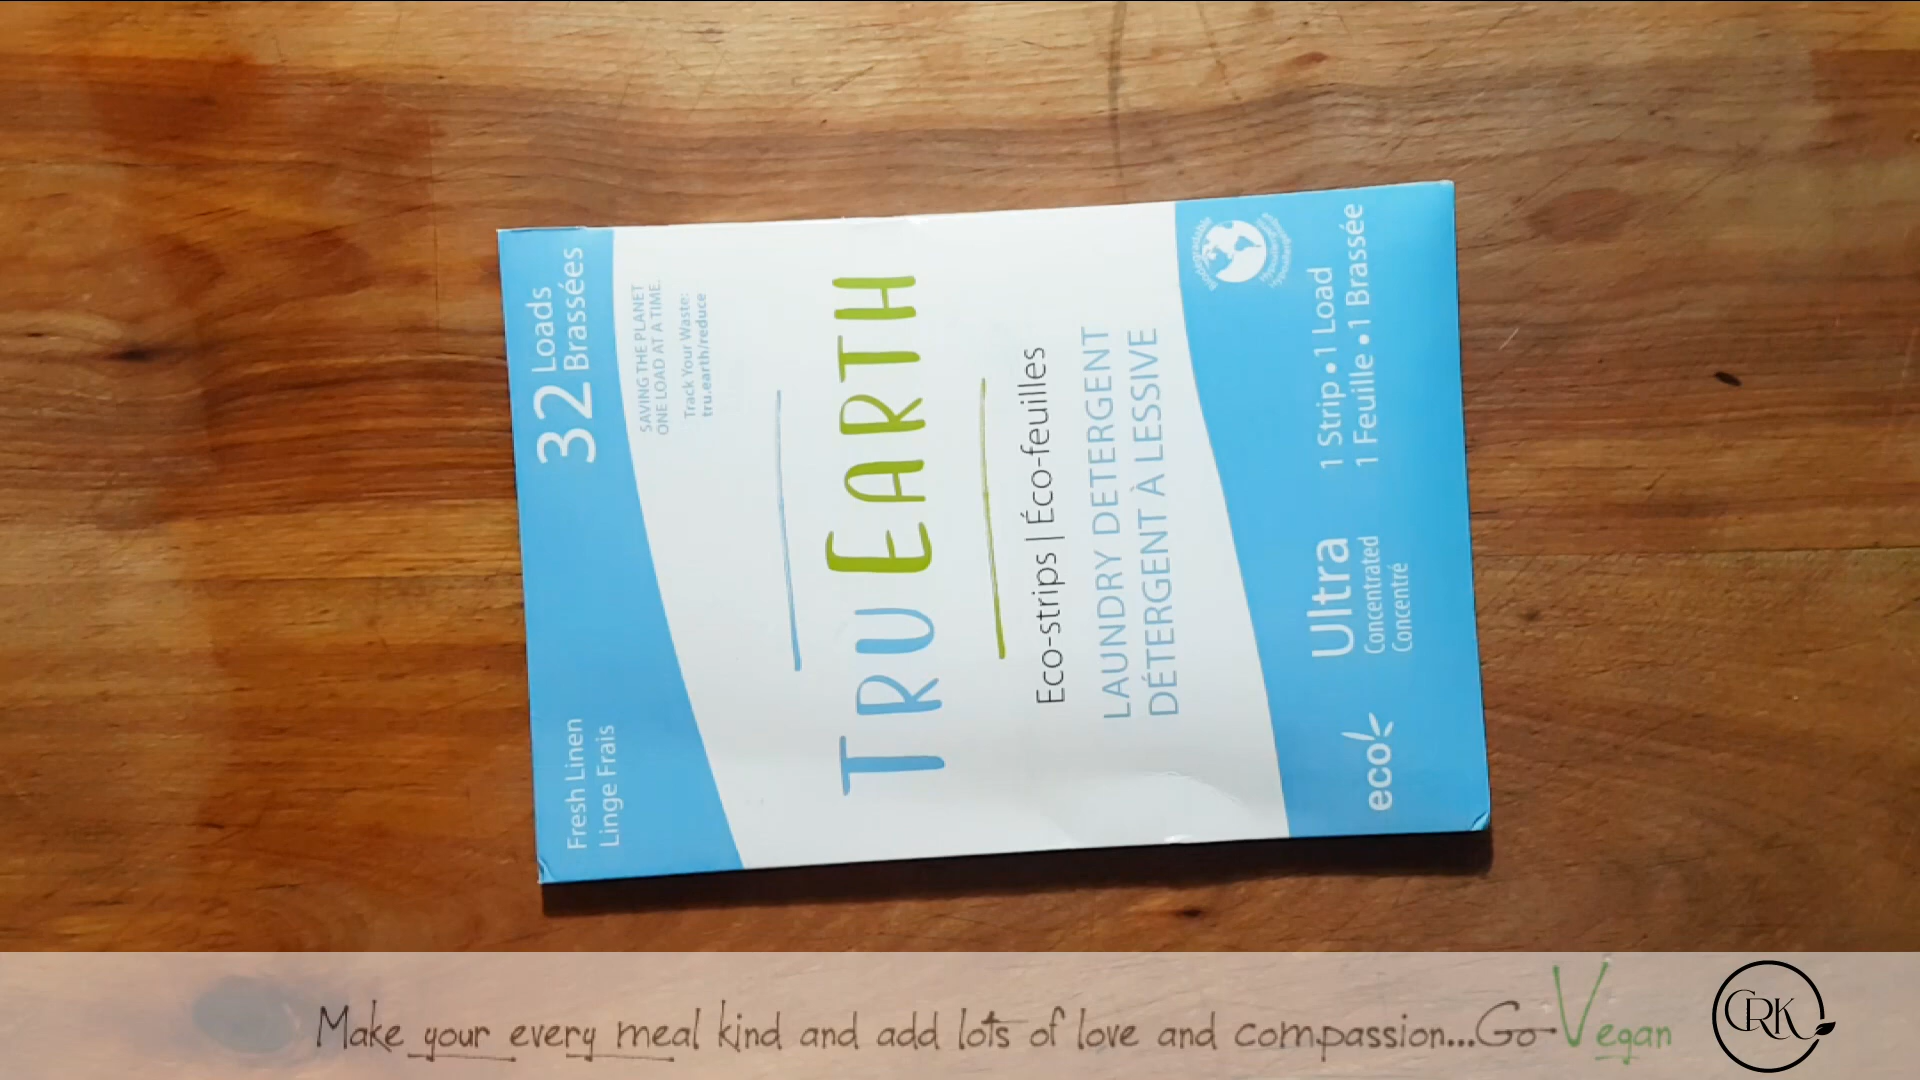 32 Loads
Brassées
Fresh Linen
Linge Frais
SAVING THE PLANET
ONE LOAD AT A TIME.
Track Your Waste:
tru.earth/reduce
TRU EARTH
Eco-strips | Éco-feuilles
LAUNDRY DETERGENT
DÉTERGENT À LESSIVE
Biodegradable
eco
Ultra
Concentrated
Concentré
1 Strip • 1 Load
1 Feuille • 1 Brassée
Make your every meal kind and add lots of love and compassion...Go Vegan
CRK